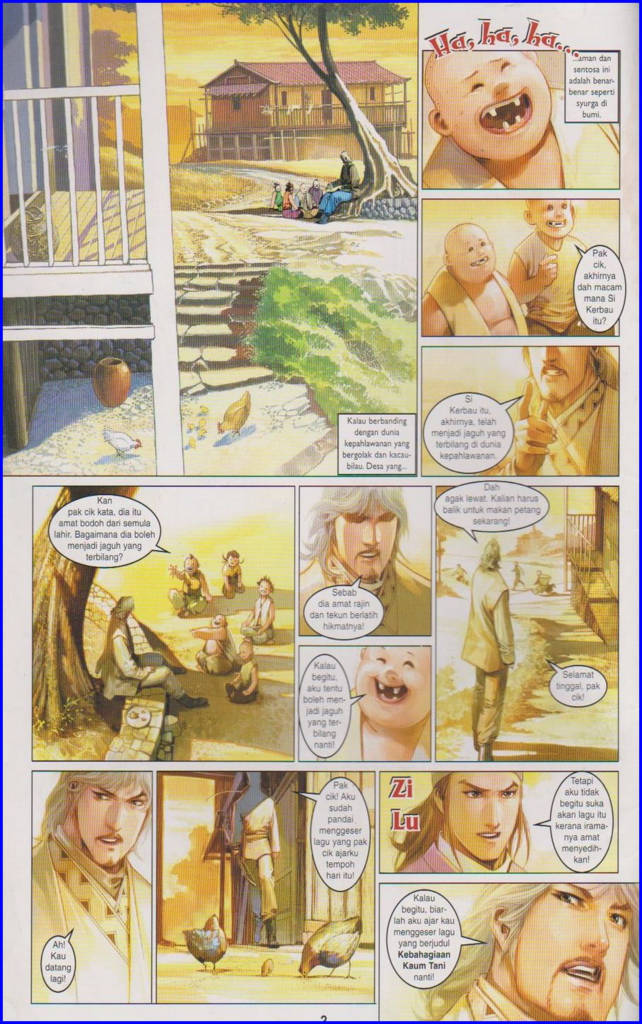 Kalau berbanding
dengan dunia
kepahlawanan yang
bergolak dan kacau-
bilau. Desa yang...
Ha, ha, ha...
aman dan
sentosa ini
adalah benar-
benar seperti
syurga di
bumi.
Pak
cik,
akhirnya
dah macam
mana Si
Kerbau
itu?
Si
Kerbau itu,
akhirnya, telah
menjadi jaguh yang
terbilang di dunia
kepahlawanan.
Kan
pak cik kata, dia itu
amat bodoh dari semula
lahir. Bagaimana dia boleh
menjadi jaguh yang
terbilang?
Sebab
dia amat rajin
dan tekun berlatih
hikmatnya!
Kalau
begitu,
aku tentu
boleh men-
jadi jaguh
yang ter-
bilang
nanti!
Dah
agak lewat. Kalian harus
balik untuk makan petang
sekarang!
Selamat
tinggal, pak
cik!
Ah!
Kau
datang
lagi!
Pak
cik! Aku
sudah
pandai
menggeser
lagu yang pak
cik ajarku
tempoh
hari itu!
Zi
Lu
Tetapi
aku tidak
begitu suka
akan lagu itu
kerana irama-
nya amat
menyedih-
kan!
Kalau
begitu, biar-
lah aku ajar kau
menggeser lagu
yang berjudul
Kebahagiaan
Kaum Tani
nanti!
2